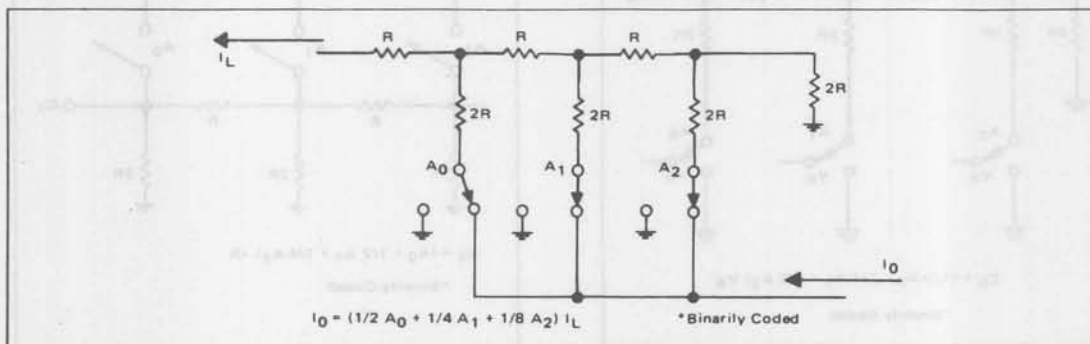 R R R
I_L
2R
2R 2R 2R
A_0 A_1 A_2
I_0
I_0 = (1/2 A_0 + 1/4 A_1 + 1/8 A_2) I_L *Binarily Coded